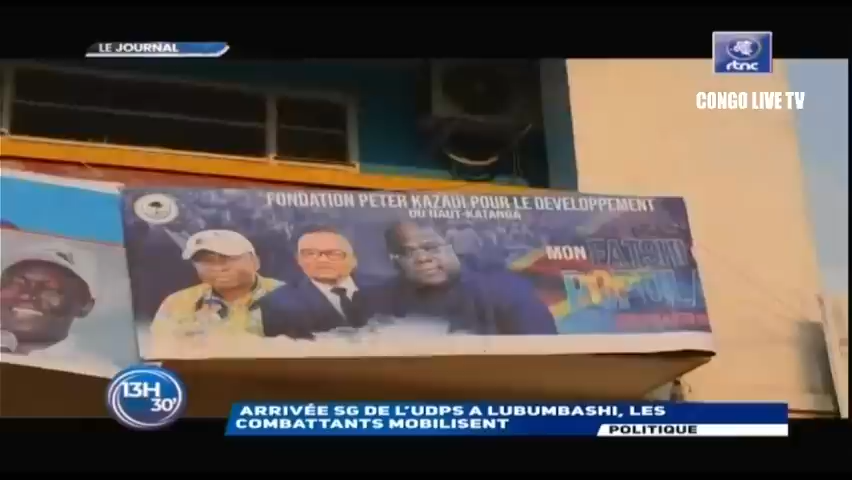 LE JOURNAL
rtnc
CONGO LIVE TV
FONDATION PETER KAZADI POUR LE DEVELOPPEMENT
DU HAUT-KATANGA
MON FATSHI
13H
30'
ARRIVÉE SG DE L'UDPS A LUBUMBASHI, LES
COMBATTANTS MOBILISENT
POLITIQUE